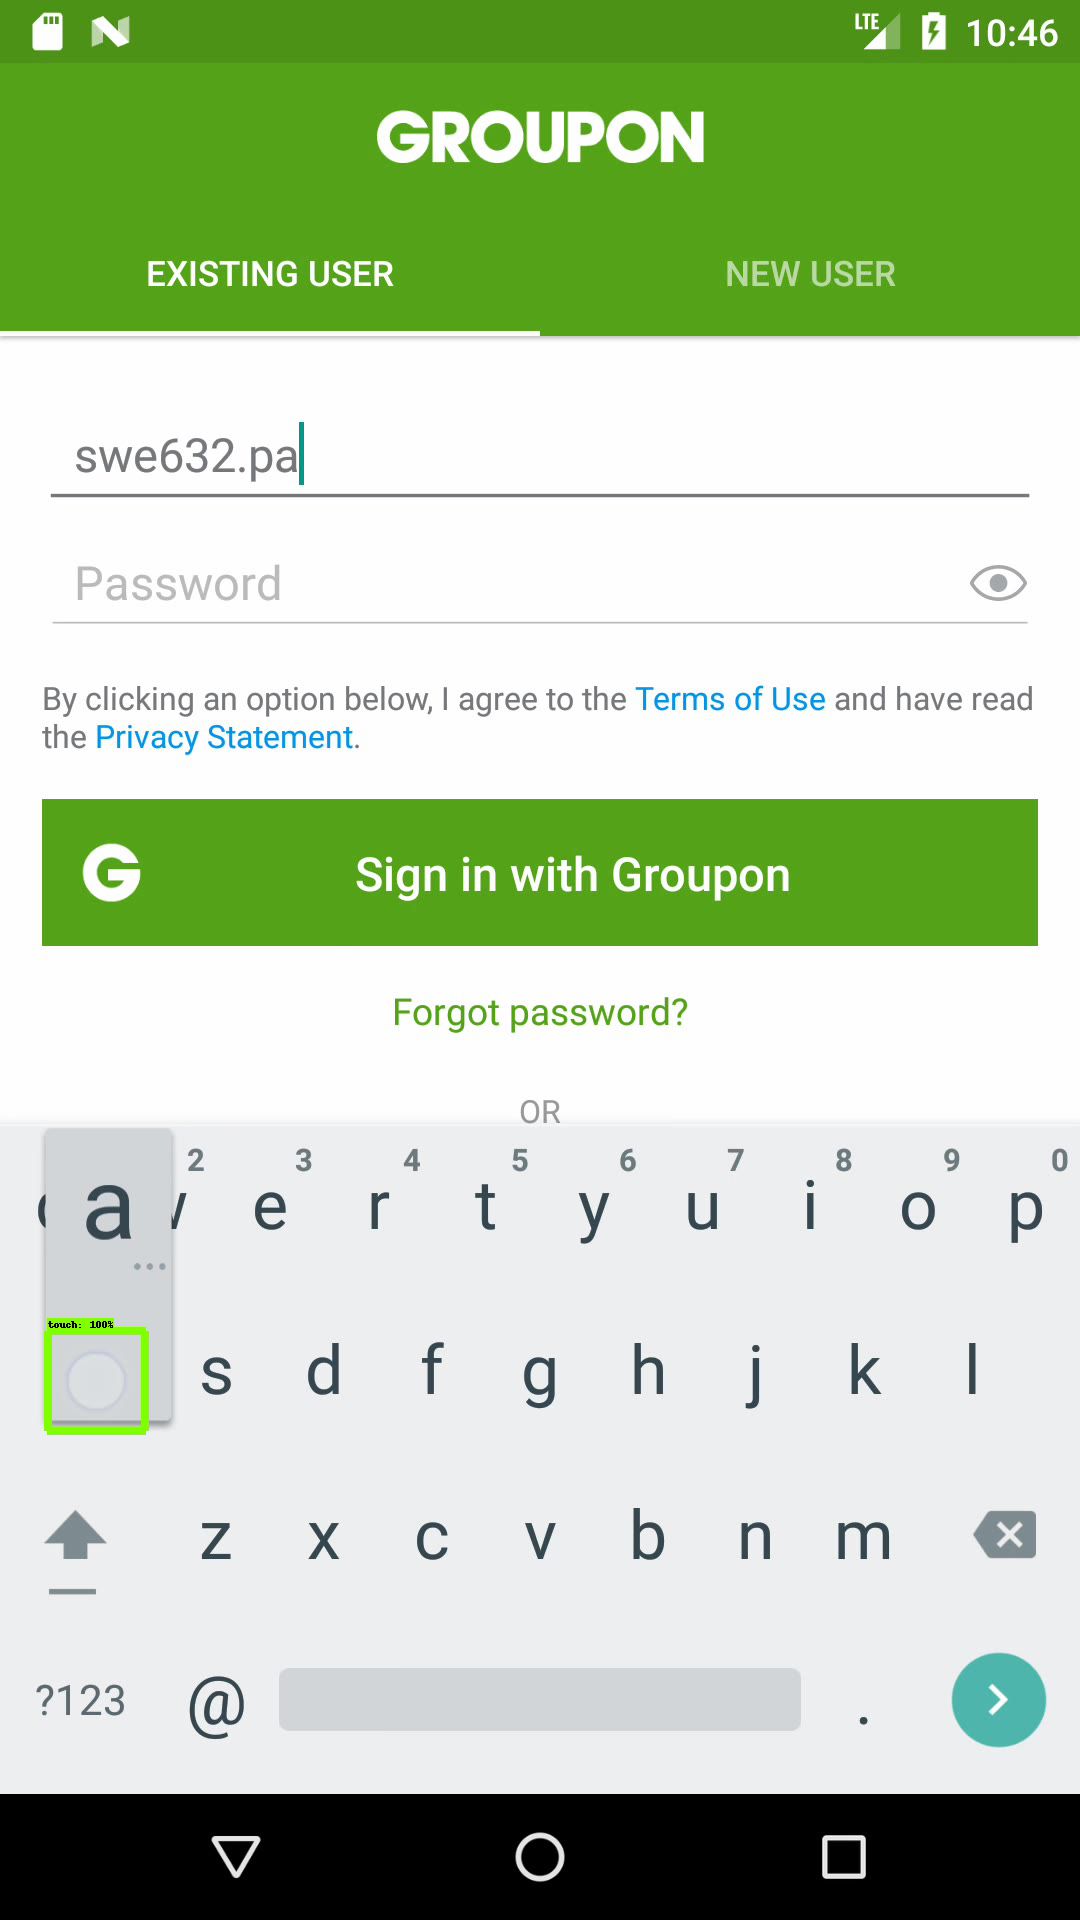 LTE 10:46
GROUPON
EXISTING USER NEW USER
swe632.pa
Password
By clicking an option below, I agree to the Terms of Use and have read
the Privacy Statement.
G Sign in with Groupon
Forgot password?
OR
2 3 4 5 6 7 8 9 0
a e r t y u i o p
touch: 100%
s d f g h j k l
z x c v b n m
?123 @ .